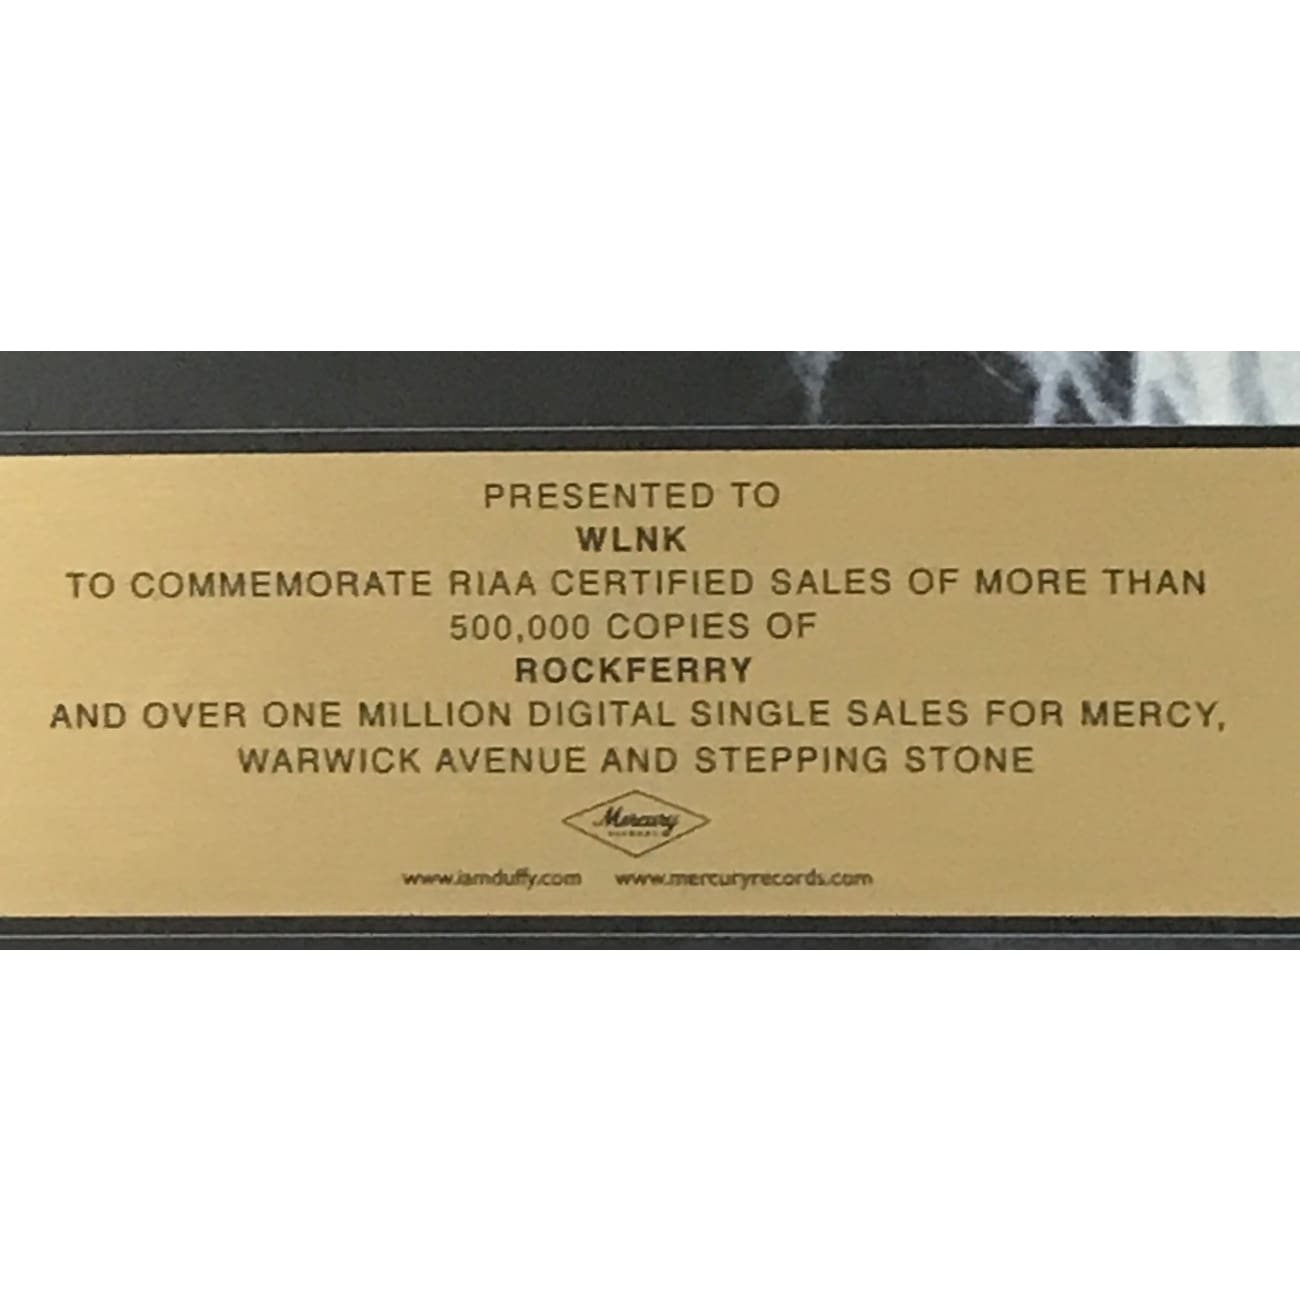 PRESENTED TO
WLNK
TO COMMEMORATE RIAA CERTIFIED SALES OF MORE THAN
500,000 COPIES OF
ROCKFERRY
AND OVER ONE MILLION DIGITAL SINGLE SALES FOR MERCY,
WARWICK AVENUE AND STEPPING STONE
Mercury
www.iamduffy.com www.mercuryrecords.com